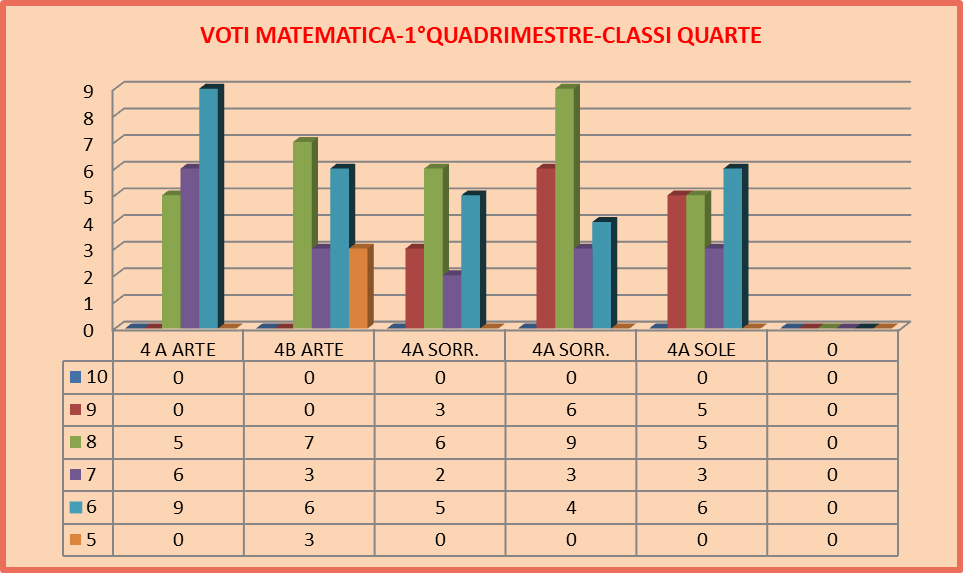 VOTI MATEMATICA-1°QUADRIMESTRE-CLASSI QUARTE
9
8
7
6
5
4
3
2
1
0
4 A ARTE 4B ARTE 4A SORR. 4A SORR. 4A SOLE 0
10 0 0 0 0 0 0
9 0 0 3 6 5 0
8 5 7 6 9 5 0
7 6 3 2 3 3 0
6 9 6 5 4 6 0
5 0 3 0 0 0 0